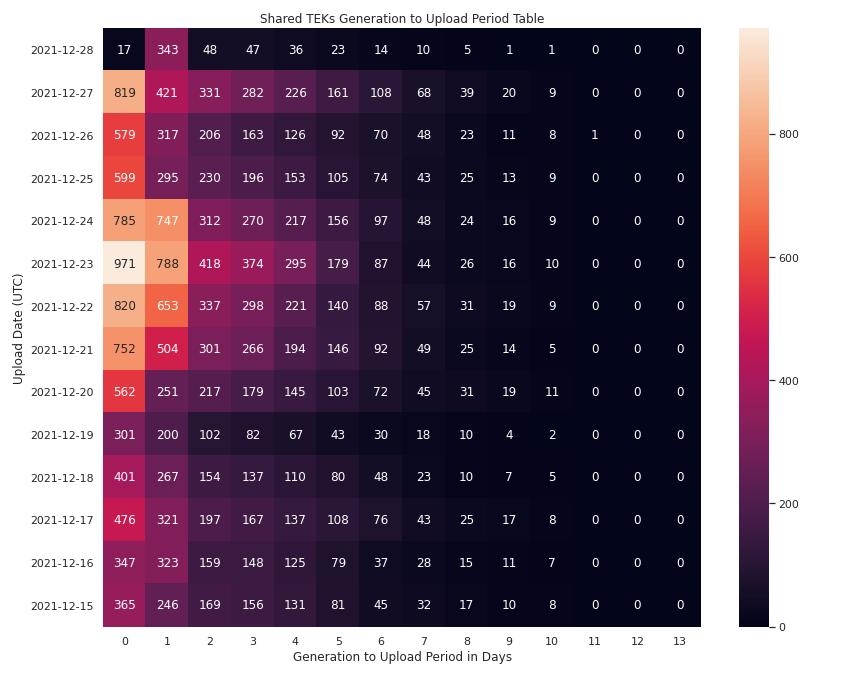 Shared TEKs Generation to Upload Period Table
Upload Date (UTC)
2021-12-28 17 343 48 47 36 23 14 10 5 1 1 0 0 0
2021-12-27 819 421 331 282 226 161 108 68 39 20 9 0 0 0
2021-12-26 579 317 206 163 126 92 70 48 23 11 8 1 0 0
2021-12-25 599 295 230 196 153 105 74 43 25 13 9 0 0 0
2021-12-24 785 747 312 270 217 156 97 48 24 16 9 0 0 0
2021-12-23 971 788 418 374 295 179 87 44 26 16 10 0 0 0
2021-12-22 820 653 337 298 221 140 88 57 31 19 9 0 0 0
2021-12-21 752 504 301 266 194 146 92 49 25 14 5 0 0 0
2021-12-20 562 251 217 179 145 103 72 45 31 19 11 0 0 0
2021-12-19 301 200 102 82 67 43 30 18 10 4 2 0 0 0
2021-12-18 401 267 154 137 110 80 48 23 10 7 5 0 0 0
2021-12-17 476 321 197 167 137 108 76 43 25 17 8 0 0 0
2021-12-16 347 323 159 148 125 79 37 28 15 11 7 0 0 0
2021-12-15 365 246 169 156 131 81 45 32 17 10 8 0 0 0
0 1 2 3 4 5 6 7 8 9 10 11 12 13
Generation to Upload Period in Days
800
600
400
200
0